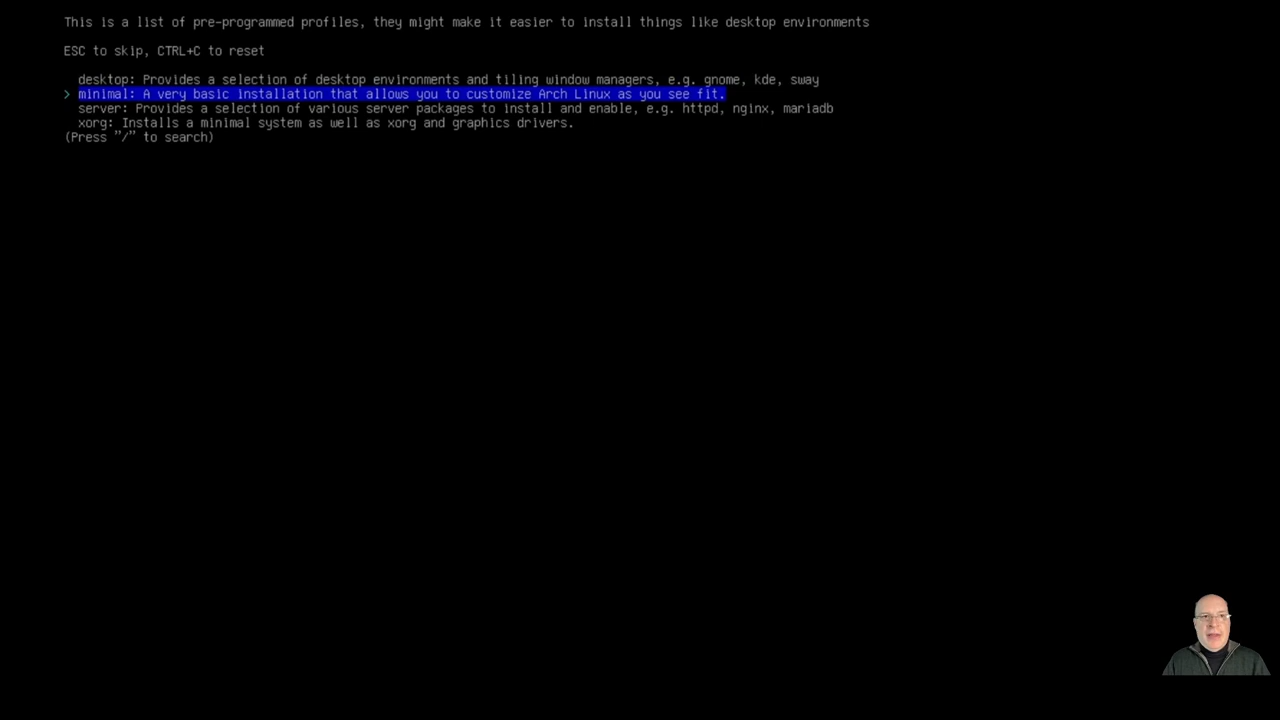 This is a list of pre-programmed profiles, they might make it easier to install things like desktop environments
ESC to skip, CTRL+C to reset
desktop: Provides a selection of desktop environments and tiling window managers, e.g. gnome, kde, sway
> minimal: A very basic installation that allows you to customize Arch Linux as you see fit.
server: Provides a selection of various server packages to install and enable, e.g. httpd, nginx, mariadb
xorg: Installs a minimal system as well as xorg and graphics drivers.
(Press "/" to search)